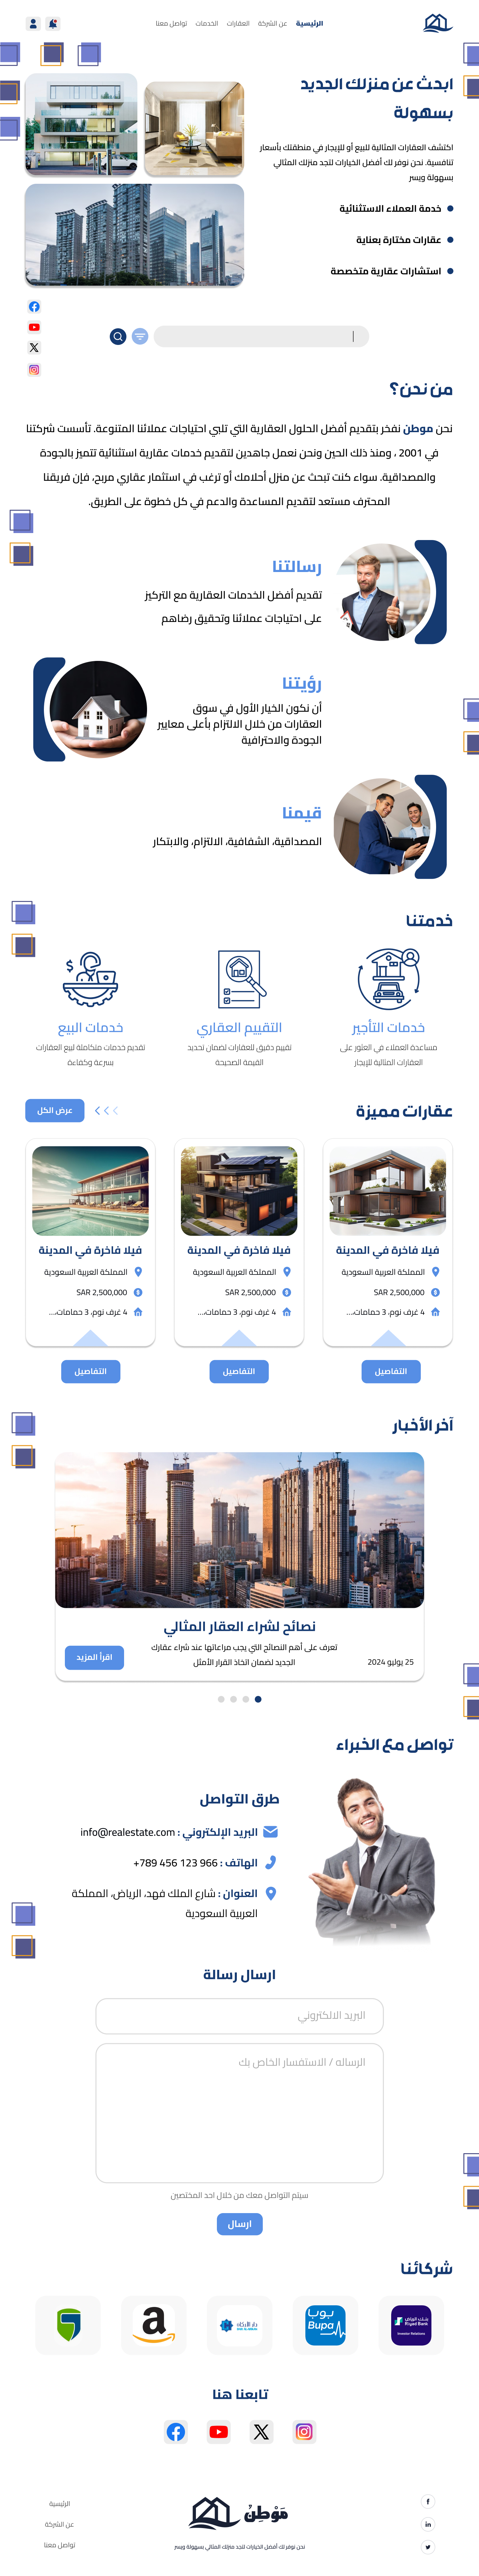 الرئيسية عن الشركة العقارات الخدمات تواصل معنا
ابحث عن منزلك الجديد
بسهولة
اكتشف العقارات المثالية للبيع أو للإيجار في منطقتك بأسعار
تنافسية. نحن نوفر لك أفضل الخيارات لتجد منزلك المثالي
بسهولة ويسر
خدمة العملاء الاستثنائية
عقارات مختارة بعناية
استشارات عقارية متخصصة
من نحن؟
نحن موطن نفخر بتقديم أفضل الحلول العقارية التي تلبي احتياجات عملائنا المتنوعة. تأسست شركتنا
في 2001 ، ومنذ ذلك الحين ونحن نعمل جاهدين لتقديم خدمات عقارية استثنائية تتميز بالجودة
والمصداقية. سواء كنت تبحث عن منزل أحلامك أو ترغب في استثمار عقاري مربح، فإن فريقنا
المحترف مستعد لتقديم المساعدة والدعم في كل خطوة على الطريق.
رسالتنا
تقديم أفضل الخدمات العقارية مع التركيز
على احتياجات عملائنا وتحقيق رضاهم
رؤيتنا
أن نكون الخيار الأول في سوق
العقارات من خلال الالتزام بأعلى معايير
الجودة والاحترافية
قيمنا
المصداقية، الشفافية، الالتزام، والابتكار
خدمتنا
خدمات التأجير
مساعدة العملاء في العثور على
العقارات المثالية للإيجار
التقييم العقاري
تقييم دقيق للعقارات لضمان تحديد
القيمة الصحيحة
خدمات البيع
تقديم خدمات متكاملة لبيع العقارات
بسرعة وكفاءة
عقارات مميزة
عرض الكل
فيلا فاخرة في المدينة
المملكة العربية السعودية
SAR 2,500,000
4 غرف نوم، 3 حمامات،...
التفاصيل
فيلا فاخرة في المدينة
المملكة العربية السعودية
SAR 2,500,000
4 غرف نوم، 3 حمامات،...
التفاصيل
فيلا فاخرة في المدينة
المملكة العربية السعودية
SAR 2,500,000
4 غرف نوم، 3 حمامات،...
التفاصيل
آخر الأخبار
نصائح لشراء العقار المثالي
تعرف على أهم النصائح التي يجب مراعاتها عند شراء عقارك
الجديد لضمان اتخاذ القرار الأمثل
25 يوليو 2024
اقرأ المزيد
تواصل مع الخبراء
طرق التواصل
البريد الإلكتروني : info@realestate.com
الهاتف : 966 123 456 789+
العنوان : شارع الملك فهد، الرياض، المملكة
العربية السعودية
ارسال رسالة
البريد الالكتروني
الرساله / الاستفسار الخاص بك
سيتم التواصل معك من خلال احد المختصين
ارسال
شركائنا
بنك الرياض
Riyad Bank
Investor Relations
بوبا
Bupa
دار الأركان
DAR AL ARKAN
a
تابعنا هنا
الرئيسية
عن الشركة
تواصل معنا
مَوْطِنُ
نحن نوفر لك أفضل الخيارات لتجد منزلك المثالي بسهولة ويسر